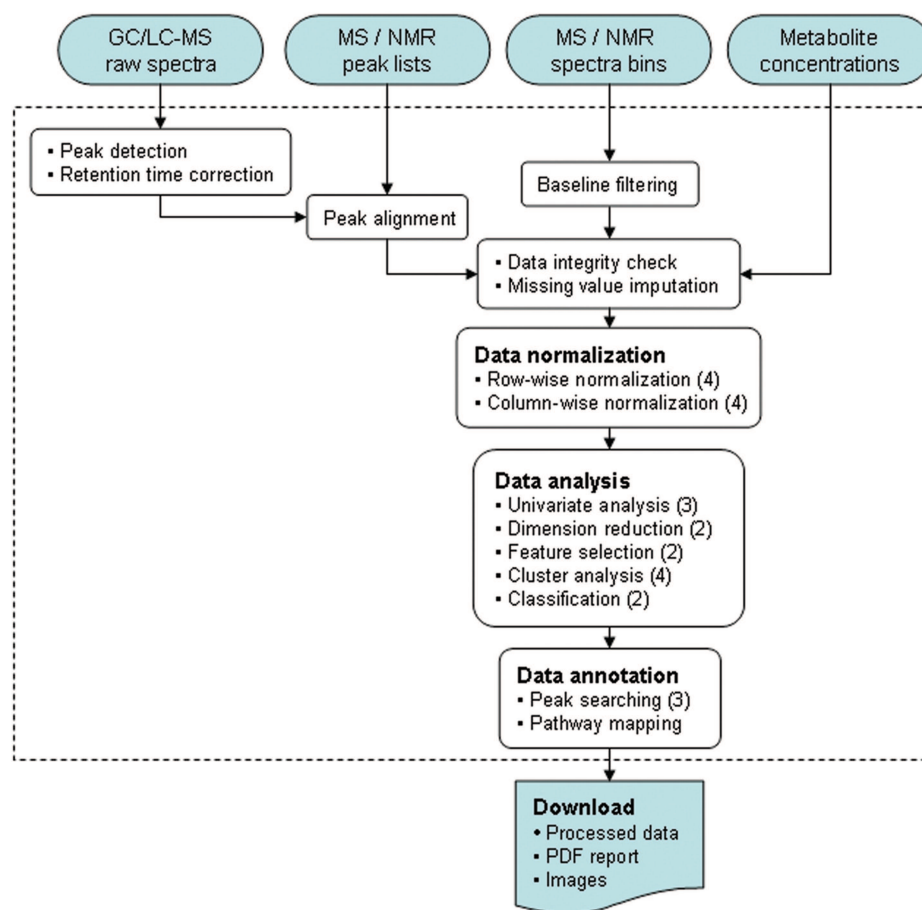 GC/LC-MS
raw spectra
MS / NMR
peak lists
MS / NMR
spectra bins
Metabolite
concentrations
▪ Peak detection
▪ Retention time correction
Baseline filtering
Peak alignment
▪ Data integrity check
▪ Missing value imputation
Data normalization
▪ Row-wise normalization (4)
▪ Column-wise normalization (4)
Data analysis
▪ Univariate analysis (3)
▪ Dimension reduction (2)
▪ Feature selection (2)
▪ Cluster analysis (4)
▪ Classification (2)
Data annotation
▪ Peak searching (3)
▪ Pathway mapping
Download
• Processed data
• PDF report
• Images